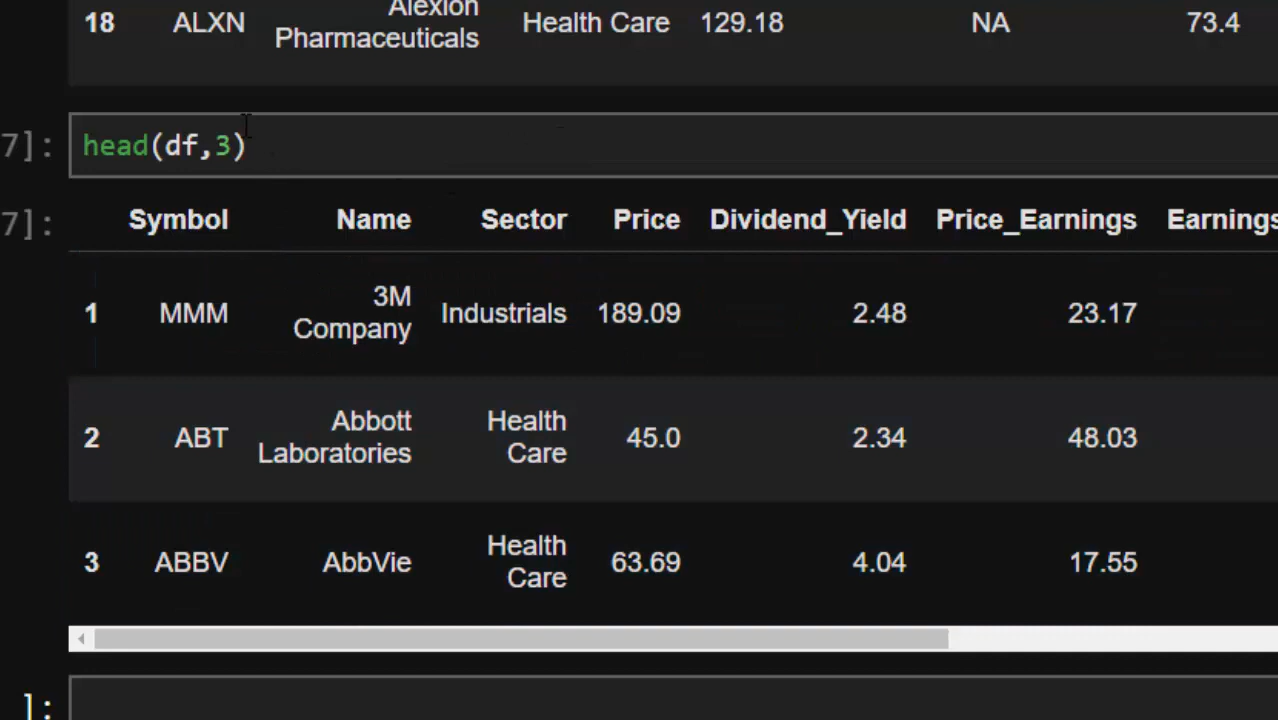 Alexion
18 ALXN Pharmaceuticals Health Care 129.18 NA 73.4
7]: head(df,3)
7]: Symbol Name Sector Price Dividend_Yield Price_Earnings Earnings
1 MMM 3M Company Industrials 189.09 2.48 23.17
2 ABT Abbott Laboratories Health Care 45.0 2.34 48.03
3 ABBV AbbVie Health Care 63.69 4.04 17.55
]: